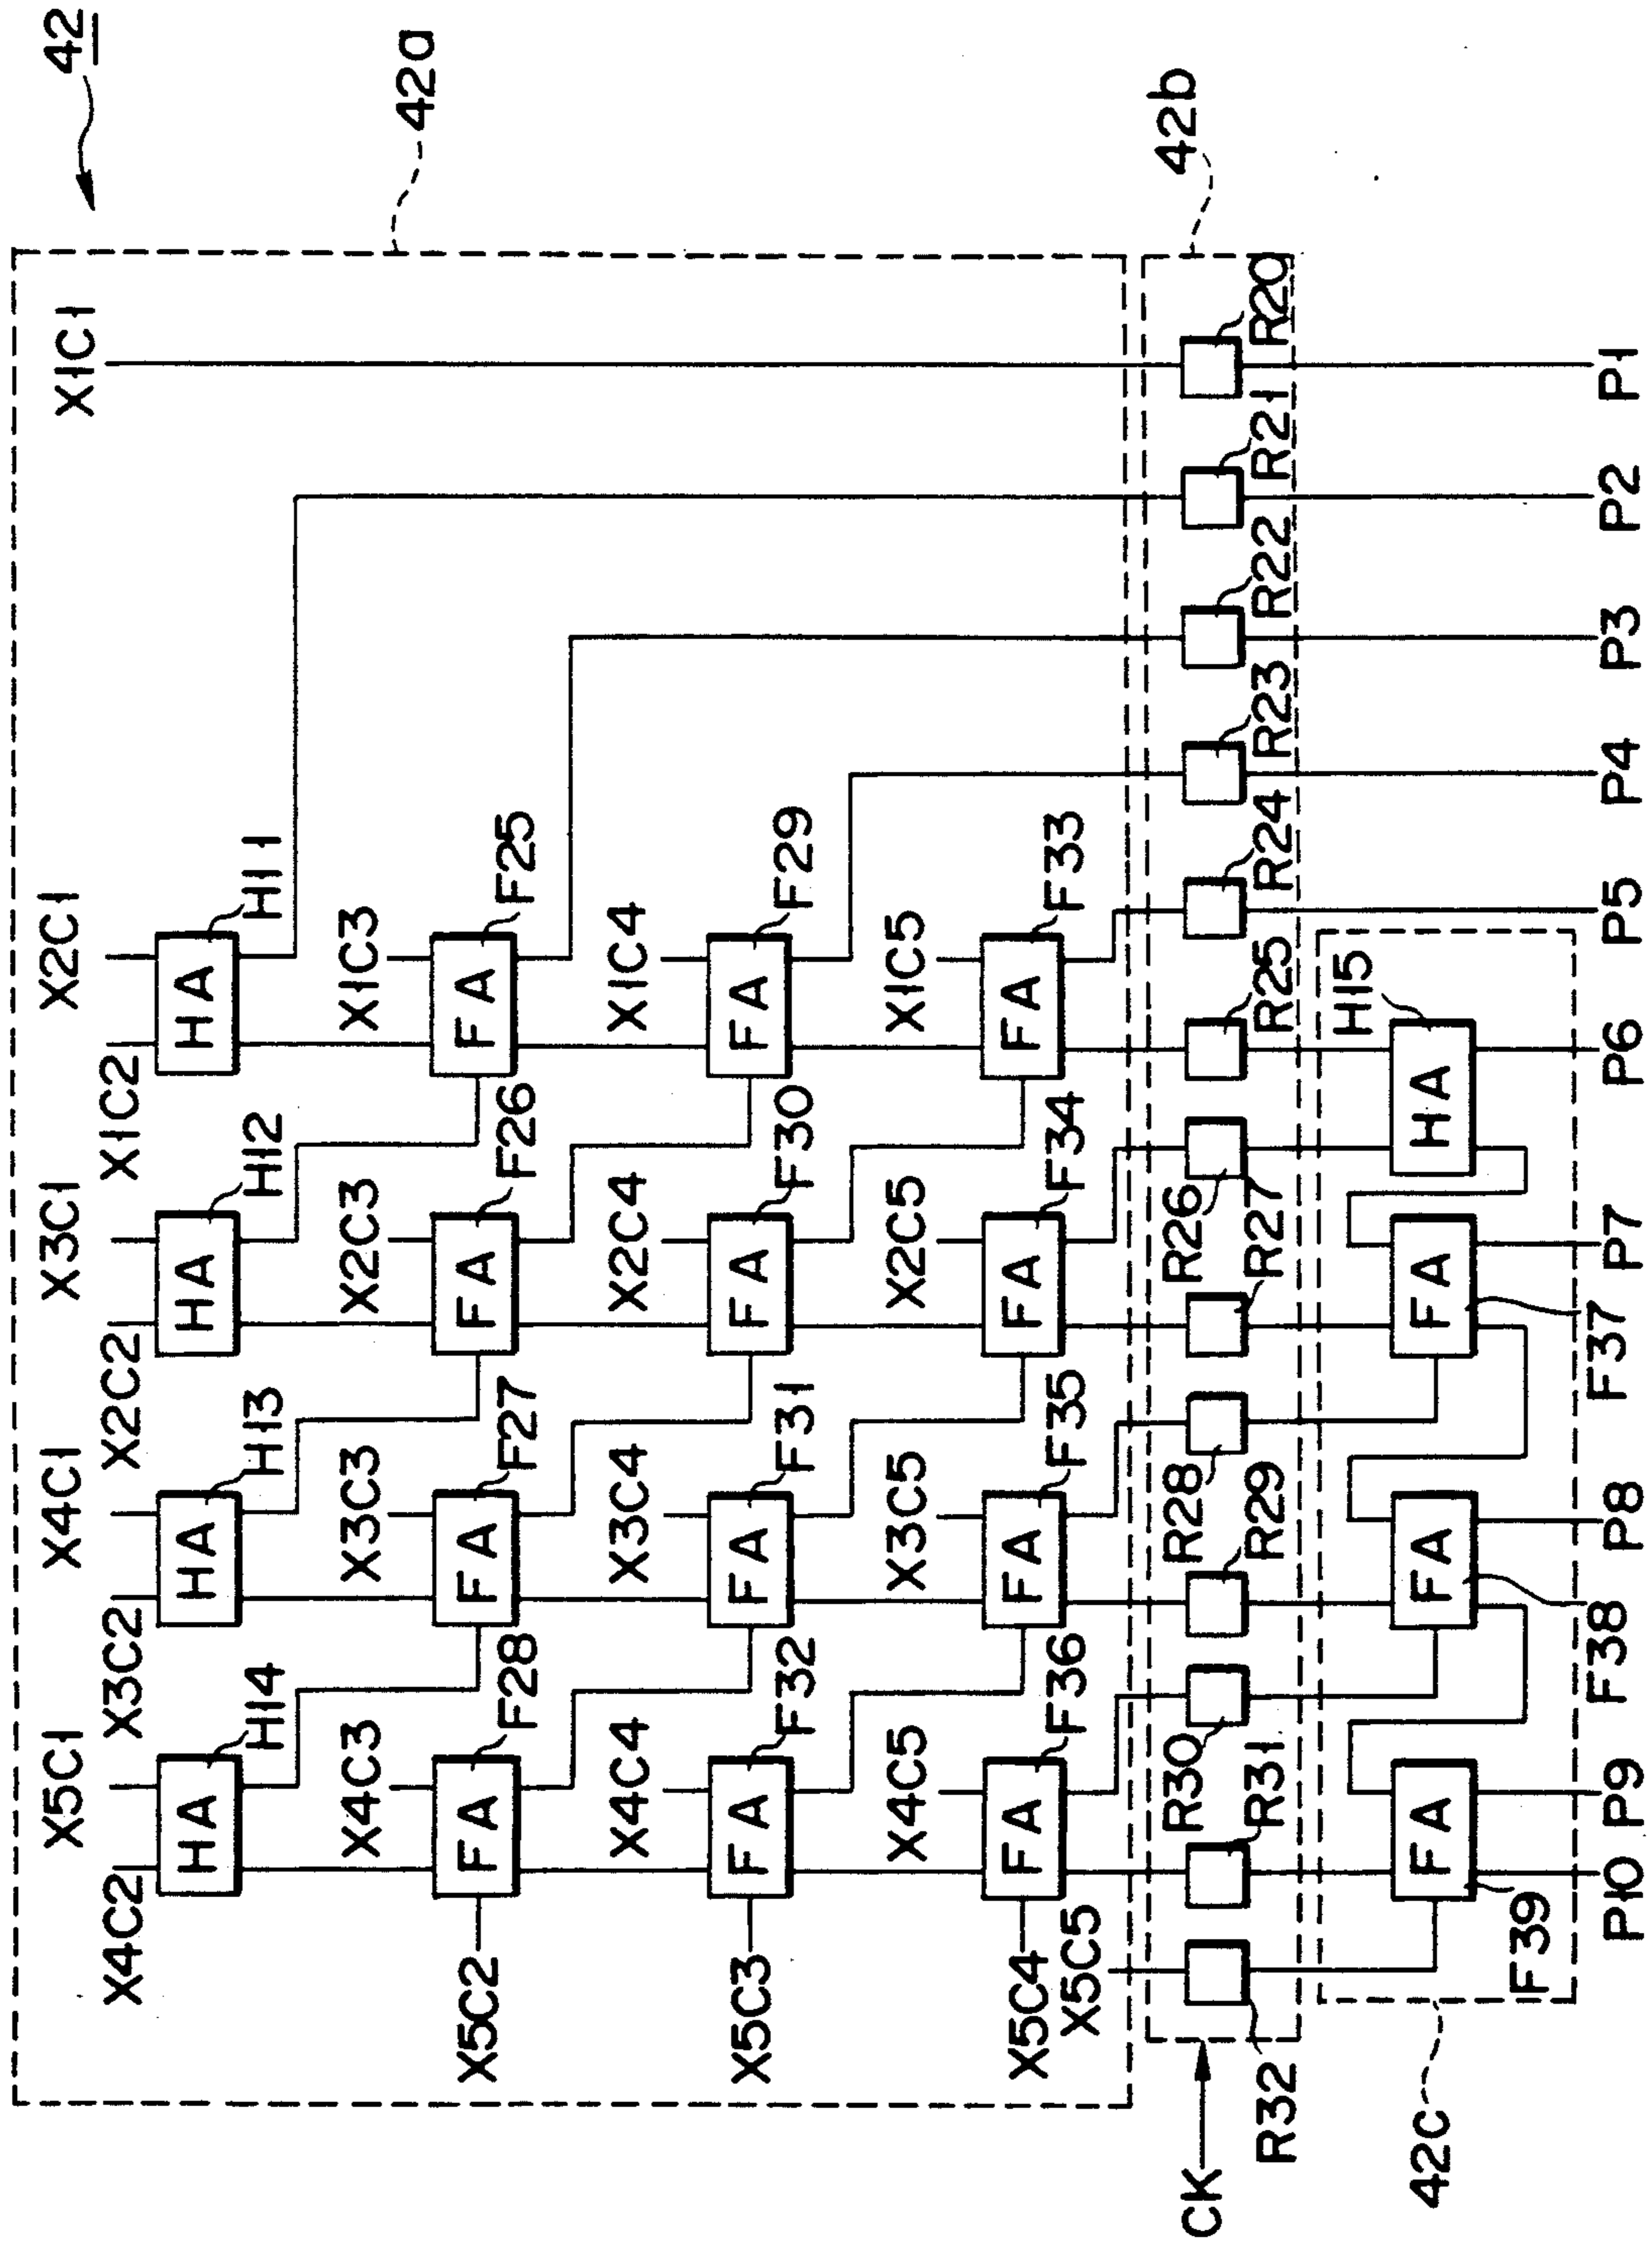 42
42a
X5C1 X4C1 X3C1 X2C1 X1C1
X4C2 X3C2 X2C2 X1C2
HA HA HA HA
H14 H13 H12 H11
X4C3 X3C3 X2C3 X1C3
X5C2
FA FA FA FA
F28 F27 F26 F25
X4C4 X3C4 X2C4 X1C4
X5C3
FA FA FA FA
F32 F31 F30 F29
X4C5 X3C5 X2C5 X1C5
X5C4
FA FA FA FA
F36 F35 F34 F33
X5C5
42b
CK
R30 R28 R26
R32 R31 R29 R27 R25 R24 R23 R22 R21 R20
H15
FA FA FA HA
42C
F39 F38 F37
P10 P9 P8 P7 P6 P5 P4 P3 P2 P1